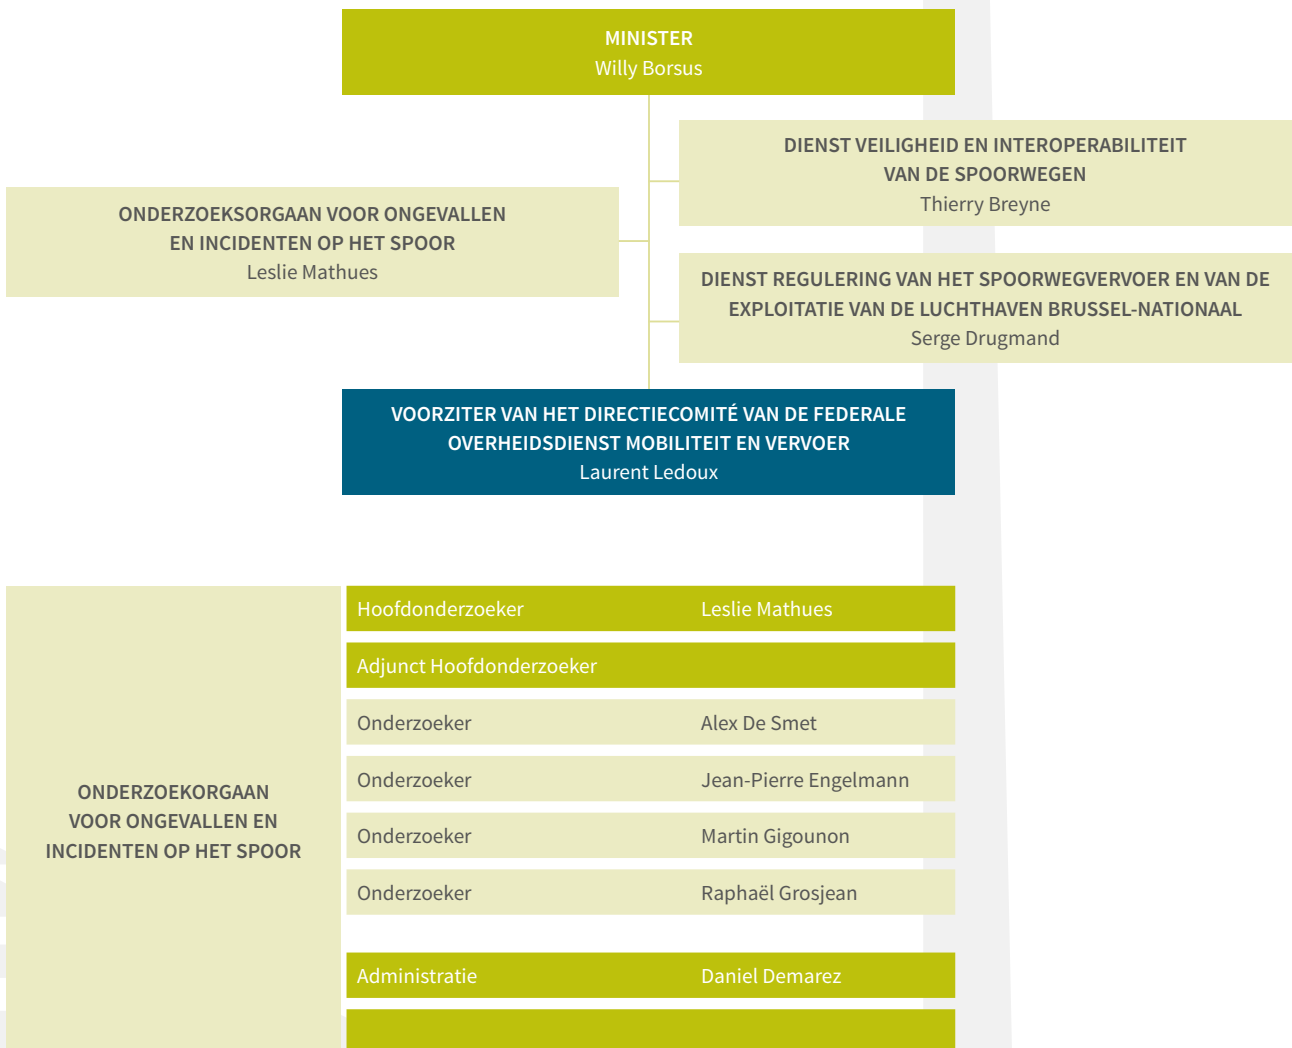 MINISTER
Willy Borsus
DIENST VEILIGHEID EN INTEROPERABILITEIT
VAN DE SPOORWEGEN
Thierry Breyne
ONDERZOEKSORGAAN VOOR ONGEVALLEN
EN INCIDENTEN OP HET SPOOR
Leslie Mathues
DIENST REGULERING VAN HET SPOORWEGVERVOER EN VAN DE
EXPLOITATIE VAN DE LUCHTHAVEN BRUSSEL-NATIONAAL
Serge Drugmand
VOORZITER VAN HET DIRECTIECOMITÉ VAN DE FEDERALE
OVERHEIDSDIENST MOBILITEIT EN VERVOER
Laurent Ledoux
ONDERZOEKORGAAN
VOOR ONGEVALLEN EN
INCIDENTEN OP HET SPOOR
Hoofdonderzoeker Leslie Mathues
Adjunct Hoofdonderzoeker
Onderzoeker Alex De Smet
Onderzoeker Jean-Pierre Engelmann
Onderzoeker Martin Gigounon
Onderzoeker Raphaël Grosjean
Administratie Daniel Demarez